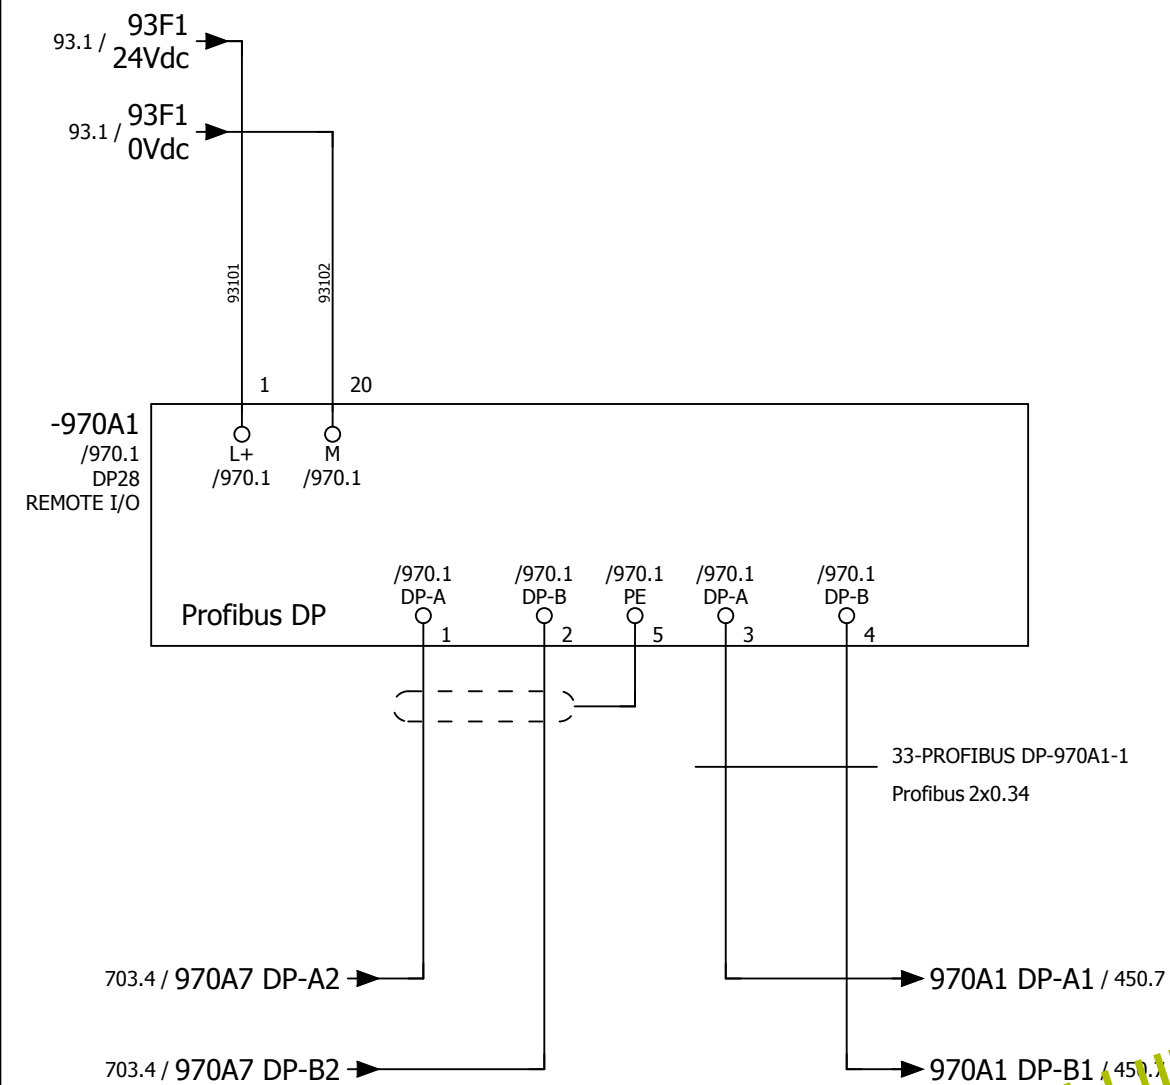 93F1
93.1 / 24Vdc
93F1
93.1 / 0Vdc
93101
93102
1 20
-970A1
/970.1
DP28
REMOTE I/O
L+ M
/970.1 /970.1
/970.1 /970.1 /970.1 /970.1 /970.1
DP-A DP-B PE DP-A DP-B
Profibus DP
1 2 5 3 4
33-PROFIBUS DP-970A1-1
Profibus 2x0.34
703.4 / 970A7 DP-A2
970A1 DP-A1 / 450.7
703.4 / 970A7 DP-B2
970A1 DP-B1 / 450.7